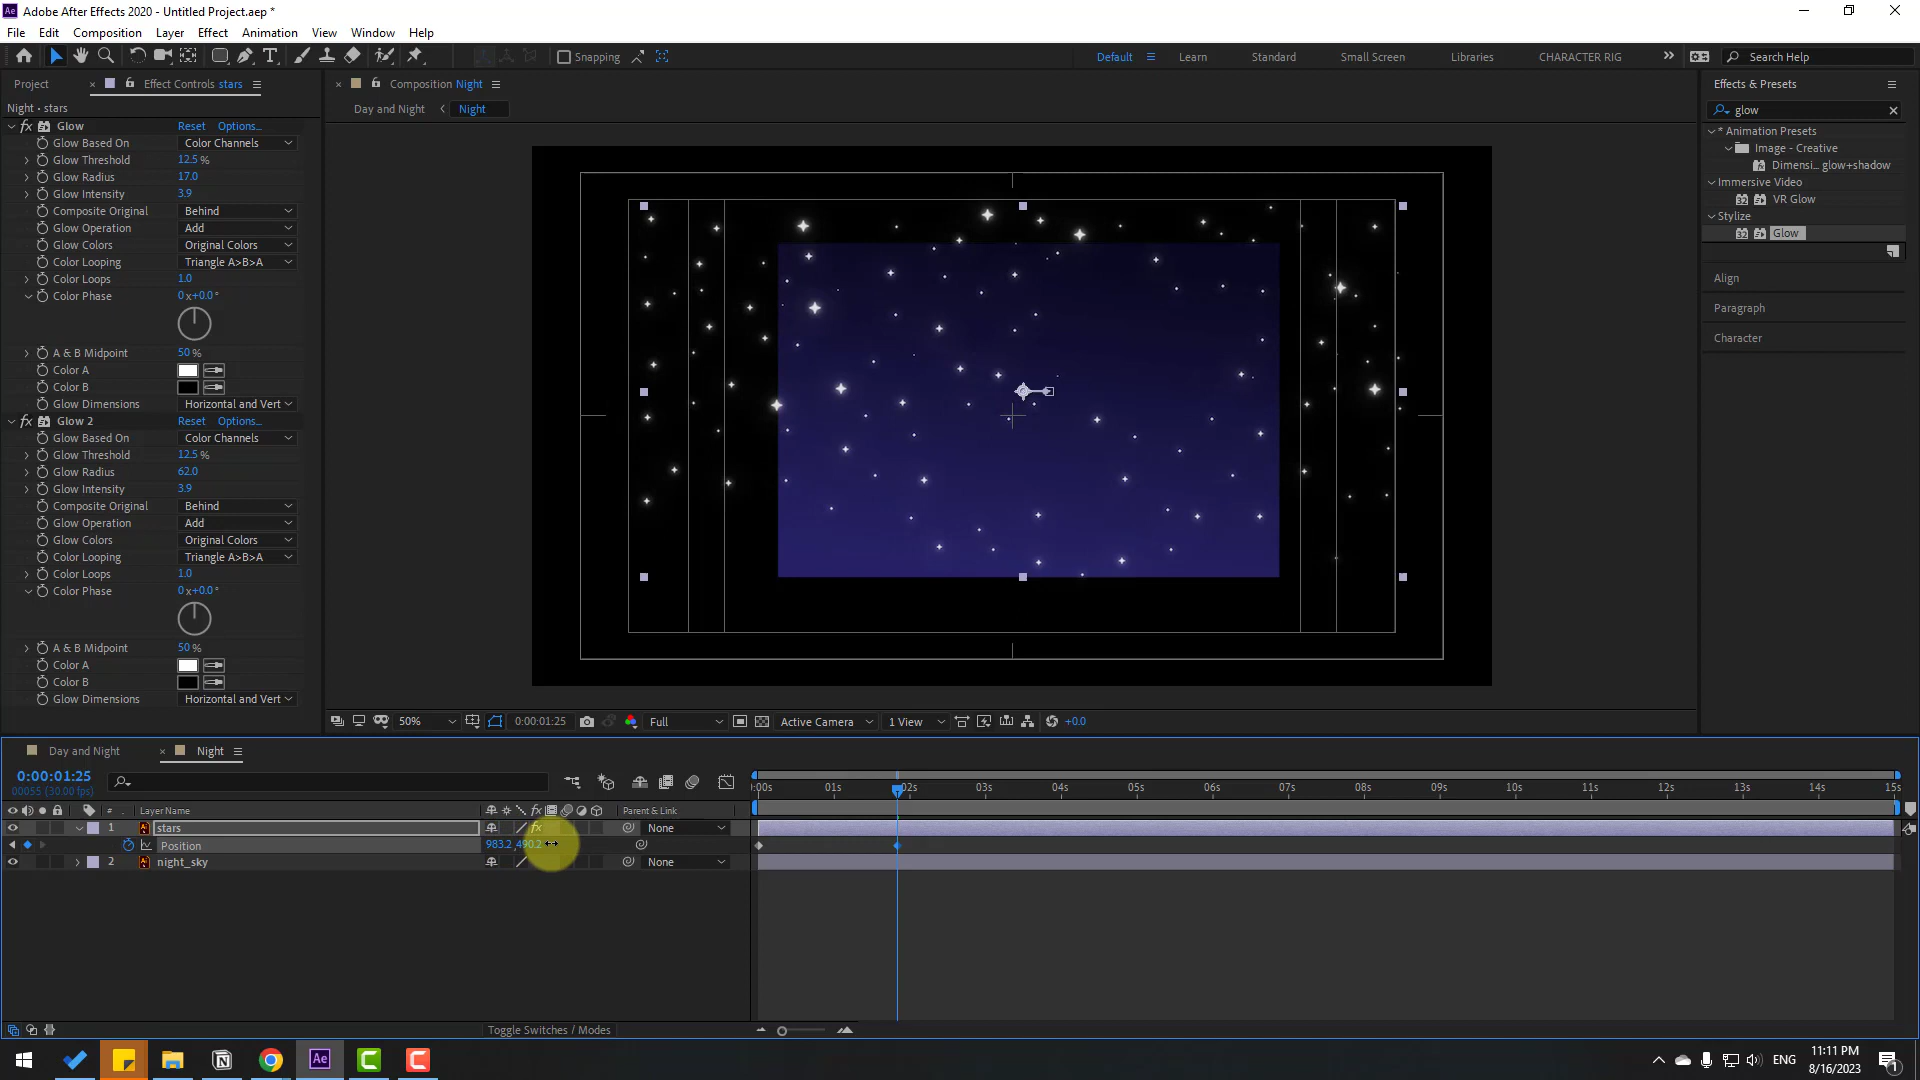 Adobe After Effects 2020 - Untitled Project.aep *
File Edit Composition Layer Effect Animation View Window Help
Snapping Default Learn Standard Small Screen Libraries CHARACTER RIG Search Help
Project Effect Controls stars Composition Night Effects & Presets
Night • stars
Day and Night Night
glow
Glow Reset Options...
Glow Based On Color Channels
Glow Threshold 12.5 %
Glow Radius 17.0
Glow Intensity 3.9
Composite Original Behind
Glow Operation Add
Glow Colors Original Colors
Color Looping Triangle A>B>A
Color Loops 1.0
Color Phase 0 x+0.0 °
A & B Midpoint 50 %
Color A
Color B
Glow Dimensions Horizontal and Vert
Glow 2 Reset Options...
Glow Based On Color Channels
Glow Threshold 12.5 %
Glow Radius 62.0
Glow Intensity 3.9
Composite Original Behind
Glow Operation Add
Glow Colors Original Colors
Color Looping Triangle A>B>A
Color Loops 1.0
Color Phase 0 x+0.0 °
A & B Midpoint 50 %
Color A
Color B
Glow Dimensions Horizontal and Vert
* Animation Presets
Image - Creative
Dimensi... glow+shadow
Immersive Video
VR Glow
Stylize
Glow
Align
Paragraph
Character
50% 0:00:01:25 Full Active Camera 1 View +0.0
Day and Night Night
0:00:01:25
00055 (30.00 fps)
:00s 01s 02s 03s 04s 05s 06s 07s 08s 09s 10s 11s 12s 13s 14s 15s
# Layer Name Parent & Link
1 stars None
Position 983.2,490.2
2 night_sky None
Toggle Switches / Modes
ENG 11:11 PM
8/16/2023 1